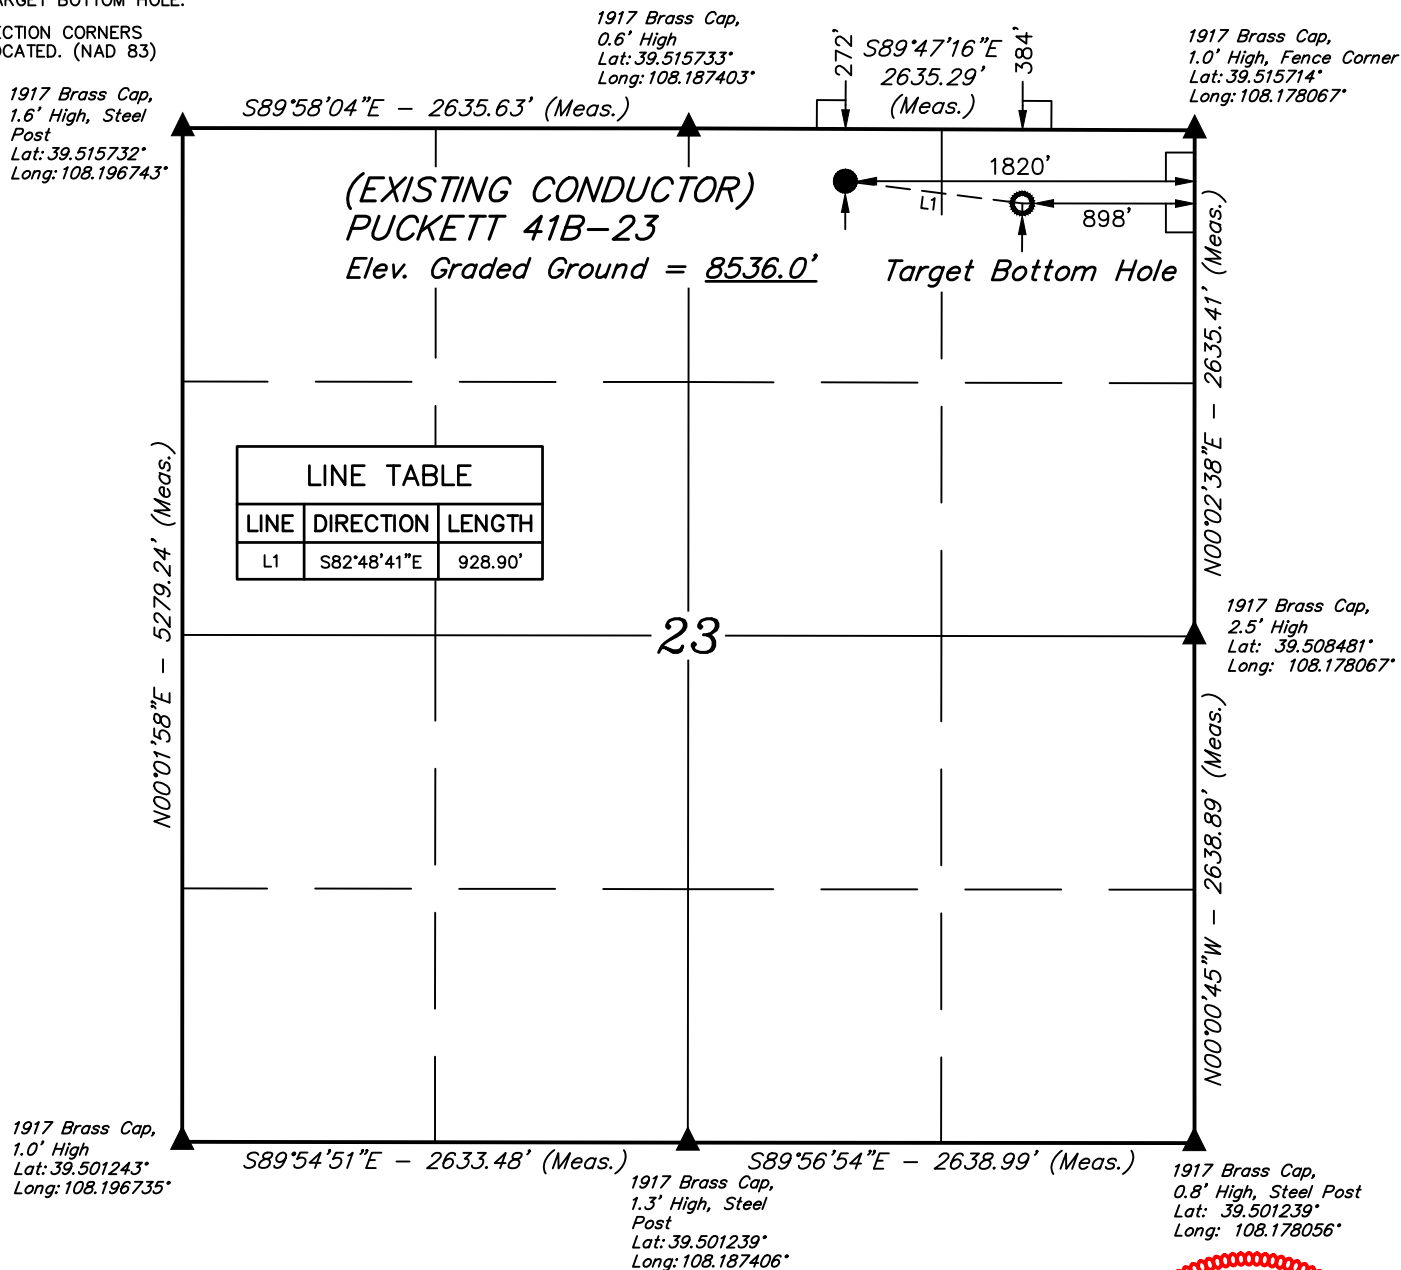 TARGET BOTTOM HOLE.
SECTION CORNERS
LOCATED. (NAD 83)
1917 Brass Cap,
1.6' High, Steel
Post
Lat: 39.515732°
Long: 108.196743°
S89°58'04"E - 2635.63' (Meas.)
1917 Brass Cap,
0.6' High
Lat: 39.515733°
Long: 108.187403°
272'
S89°47'16"E
2635.29'
(Meas.)
384'
1917 Brass Cap,
1.0' High, Fence Corner
Lat: 39.515714°
Long: 108.178067°
1820'
L1
898'
(EXISTING CONDUCTOR)
PUCKETT 41B-23
Elev. Graded Ground = 8536.0'
Target Bottom Hole
N00°02'38"E - 2635.41' (Meas.)
LINE TABLE
LINE DIRECTION LENGTH
L1 S82°48'41"E 928.90'
N00°01'58"E - 5279.24' (Meas.)
23
1917 Brass Cap,
2.5' High
Lat: 39.508481°
Long: 108.178067°
N00°00'45"W - 2638.89' (Meas.)
1917 Brass Cap,
1.0' High
Lat: 39.501243°
Long: 108.196735°
S89°54'51"E - 2633.48' (Meas.)
1917 Brass Cap,
1.3' High, Steel
Post
Lat: 39.501239°
Long: 108.187406°
S89°56'54"E - 2638.99' (Meas.)
1917 Brass Cap,
0.8' High, Steel Post
Lat: 39.501239°
Long: 108.178056°